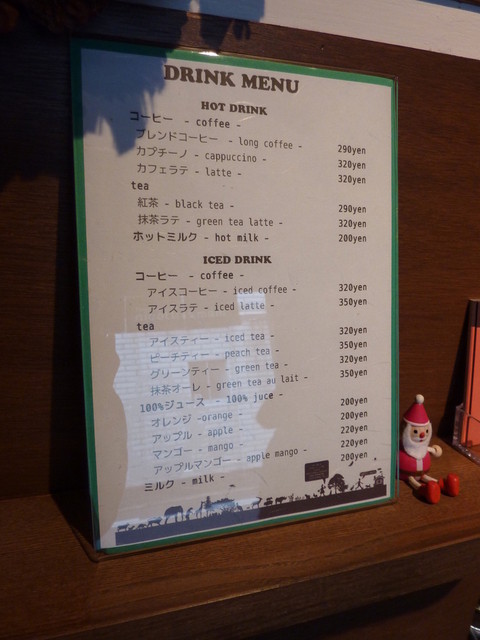 DRINK MENU
HOT DRINK
コーヒー - coffee -
ブレンドコーヒー - long coffee - 290yen
カプチーノ - cappuccino - 320yen
カフェラテ - latte - 320yen
tea
紅茶 - black tea - 290yen
抹茶ラテ - green tea latte - 320yen
ホットミルク - hot milk - 200yen
ICED DRINK
コーヒー - coffee -
アイスコーヒー - iced coffee - 320yen
アイスラテ - iced latte - 350yen
tea
アイスティー - iced tea - 320yen
ピーチティー - peach tea - 350yen
グリーンティー - green tea - 320yen
抹茶オーレ - green tea au lait - 350yen
100%ジュース - 100% juce -
オレンジ -orange - 200yen
アップル - apple - 200yen
マンゴー - mango - 220yen
アップルマンゴー - apple mango - 220yen
ミルク - milk - 200yen